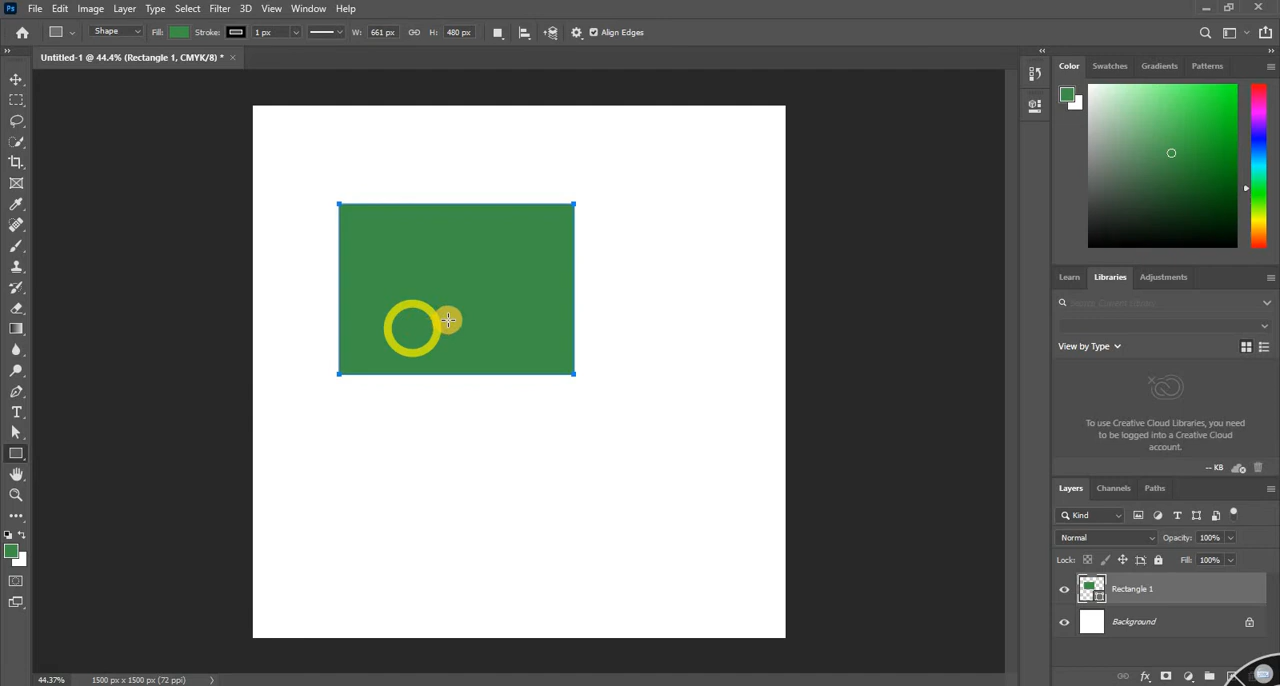 Ps File Edit Image Layer Type Select Filter 3D View Window Help
Shape Fill: Stroke: 1 px W: 661 px H: 480 px Align Edges
Untitled-1 @ 44.4% (Rectangle 1, CMYK/8) * ×
Color Swatches Gradients Patterns
Learn Libraries Adjustments
Search Current Library
View by Type
To use Creative Cloud Libraries, you need
to be logged into a Creative Cloud
account.
-- KB
Layers Channels Paths
Kind
Normal Opacity: 100%
Lock: Fill: 100%
Rectangle 1
Background
44.37% 1500 px x 1500 px (72 ppi)